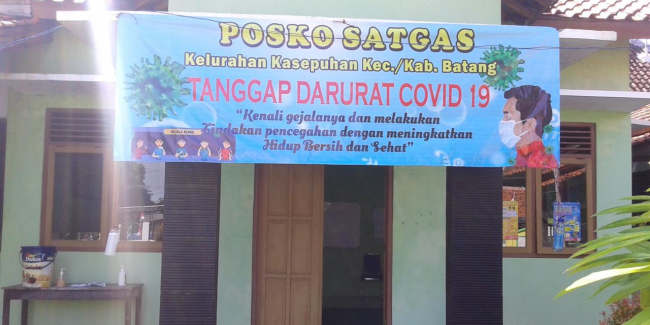 POSKO SATGAS
Kelurahan Kasepuhan Kec./Kab. Batang
TANGGAP DARURAT COVID 19
"Kenali gejalanya dan melakukan
tindakan pencegahan dengan meningkatkan
Hidup Bersih dan Sehat"